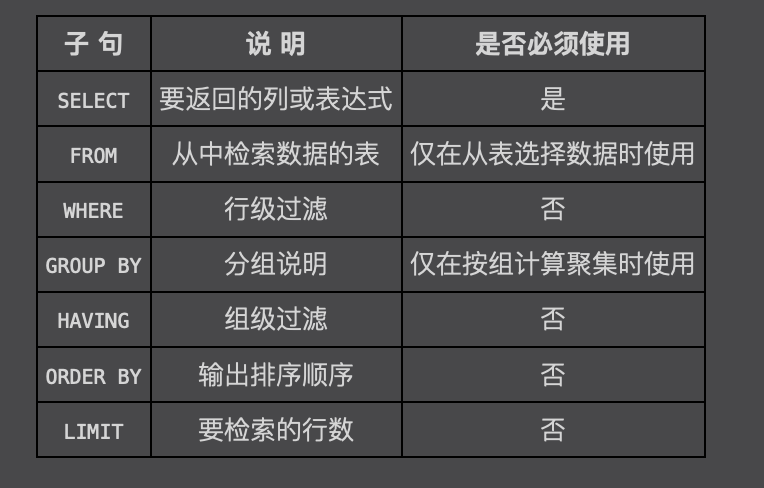 子 句 说 明 是否必须使用
SELECT 要返回的列或表达式 是
FROM 从中检索数据的表 仅在从表选择数据时使用
WHERE 行级过滤 否
GROUP BY 分组说明 仅在按组计算聚集时使用
HAVING 组级过滤 否
ORDER BY 输出排序顺序 否
LIMIT 要检索的行数 否